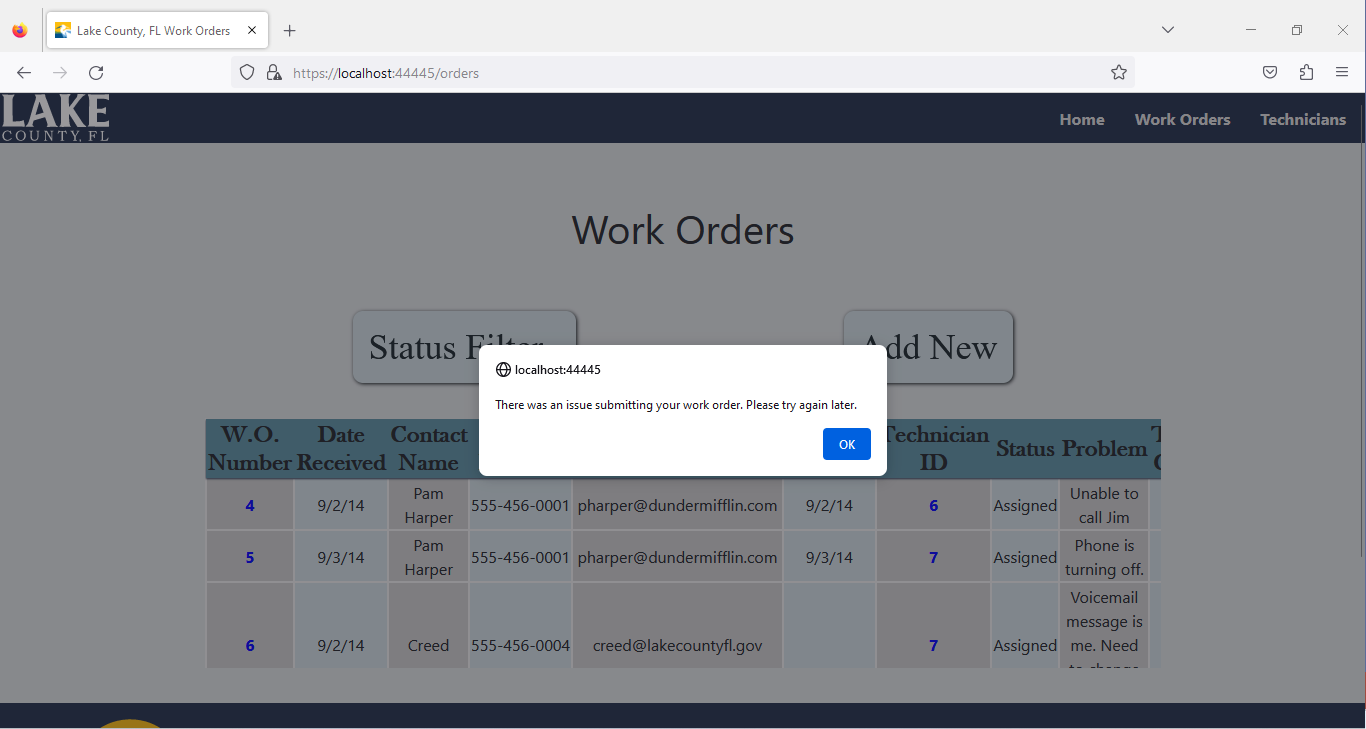 Lake County, FL Work Orders
https://localhost:44445/orders
LAKE
COUNTY, FL
Home Work Orders Technicians
Work Orders
Status Filter Add New
localhost:44445
There was an issue submitting your work order. Please try again later.
OK
W.O. Number Date Received Contact Name Technician ID Status Problem
4 9/2/14 Pam Harper 555-456-0001 pharper@dundermifflin.com 9/2/14 6 Assigned Unable to call Jim
5 9/3/14 Pam Harper 555-456-0001 pharper@dundermifflin.com 9/3/14 7 Assigned Phone is turning off.
6 9/2/14 Creed 555-456-0004 creed@lakecountyfl.gov 7 Assigned Voicemail message is me. Need to change